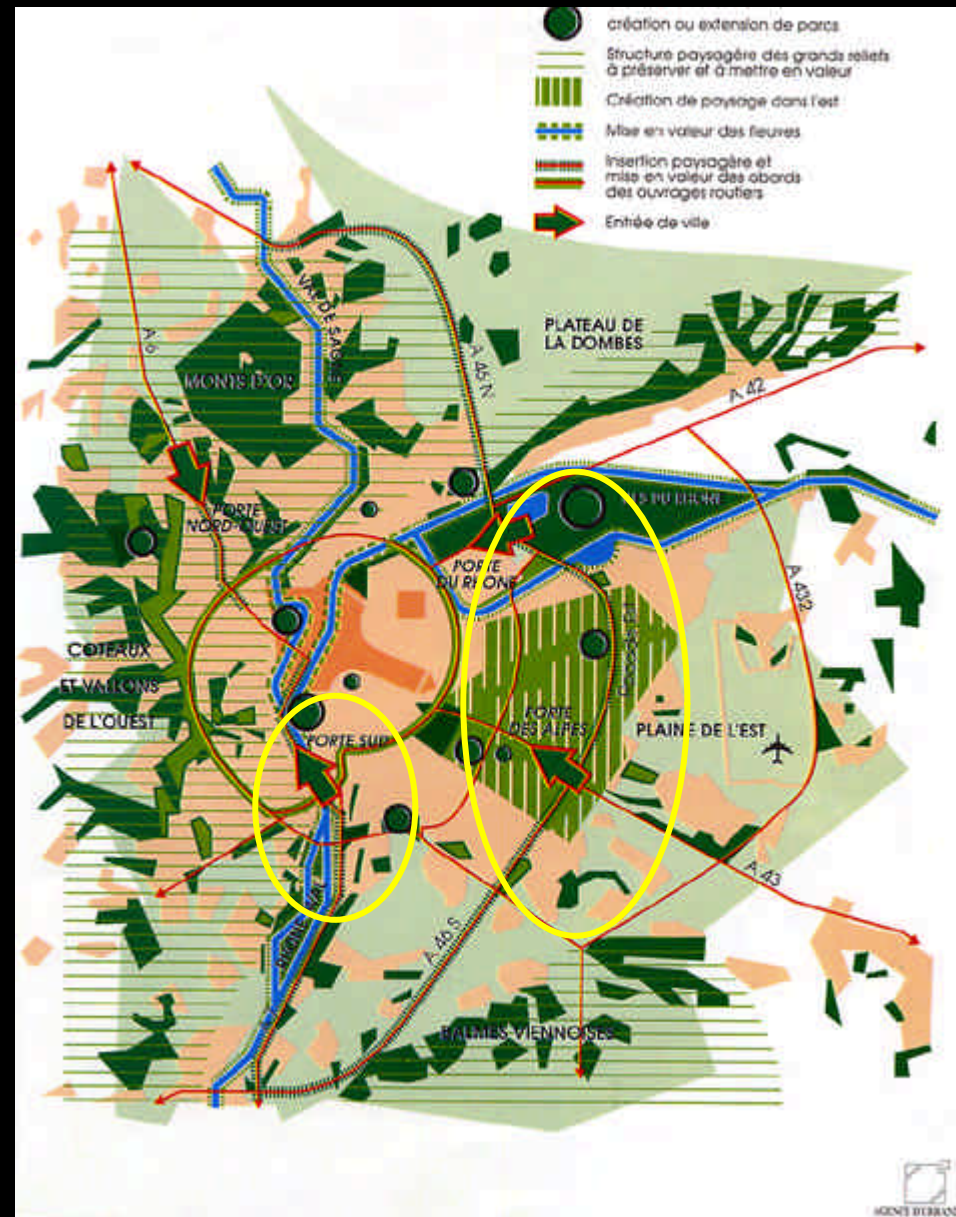 création ou extension de parcs
Structure paysagère des grands reliefs
à préserver et à mettre en valeur
Création de paysage dans l'est
Mise en valeur des fleuves
Insertion paysagère et
mise en valeur des abords
des ouvrages routiers
Entrée de ville
VAL DE SAÔNE
PLATEAU DE
LA DOMBES
A 6
MONTS D'OR
A 46 N
A 42
PORTE
NORD-OUEST
DU RHÔNE
PORTE
DU RHÔNE
A 432
COTEAUX
ET VALLONS
DE L'OUEST
PORTE SUD
PORTE
DES ALPES
PLAINE DE L'EST
A 43
A 46 S
BALMES VIENNOISES